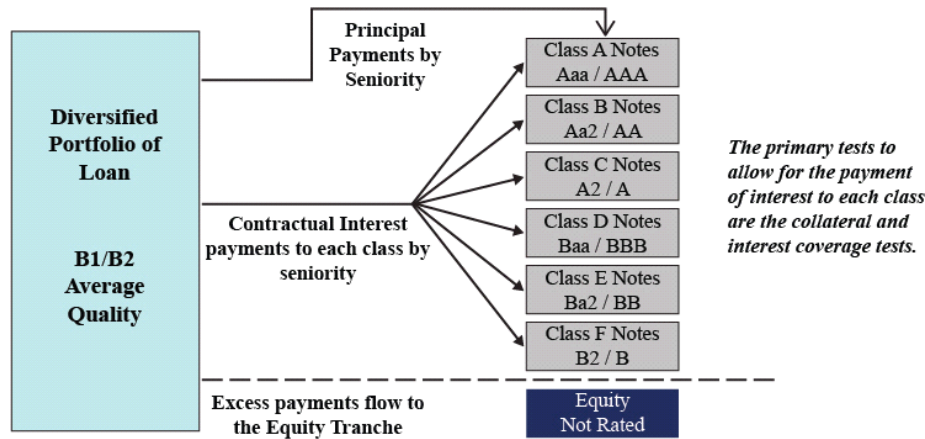 Diversified
Portfolio of
Loan
B1/B2
Average
Quality
Principal
Payments by
Seniority
Contractual Interest
payments to each class by
seniority
Class A Notes
Aaa / AAA
Class B Notes
Aa2 / AA
Class C Notes
A2 / A
Class D Notes
Baa / BBB
Class E Notes
Ba2 / BB
Class F Notes
B2 / B
The primary tests to
allow for the payment
of interest to each class
are the collateral and
interest coverage tests.
Excess payments flow to
the Equity Tranche
Equity
Not Rated